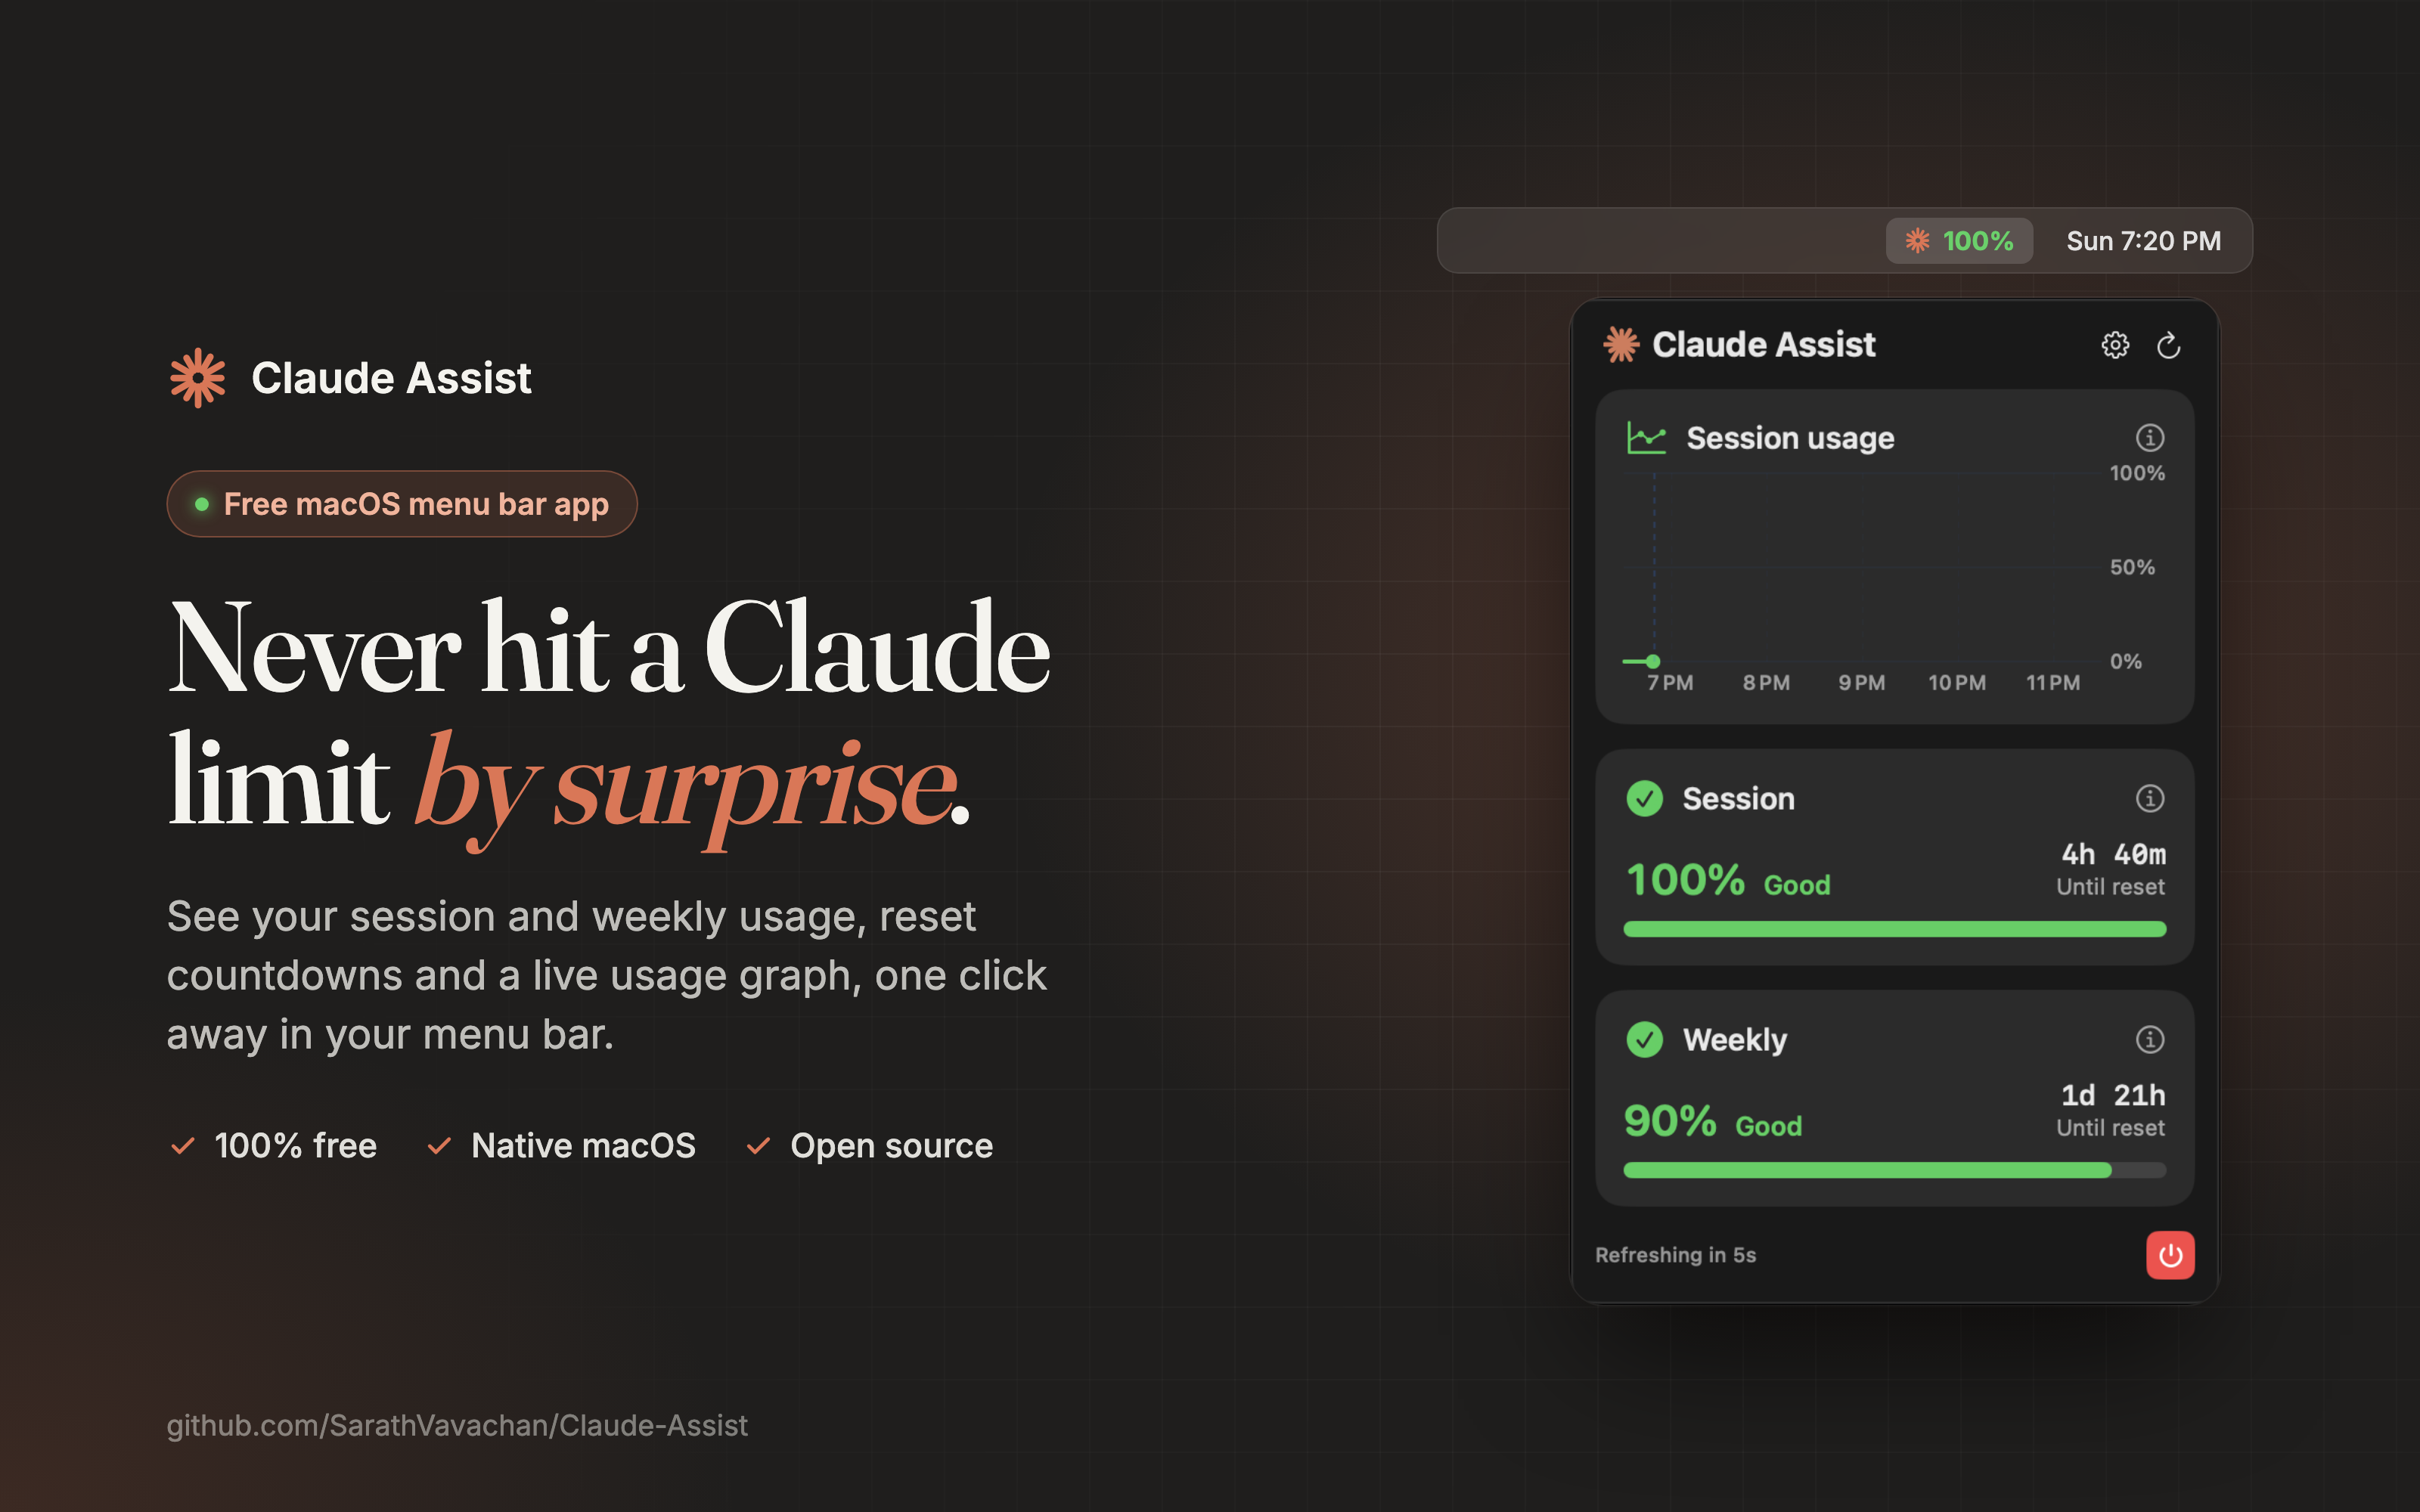 Claude Assist
Free macOS menu bar app
Never hit a Claude
limit by surprise.
See your session and weekly usage, reset
countdowns and a live usage graph, one click
away in your menu bar.
100% free Native macOS Open source
github.com/SarathVavachan/Claude-Assist
100% Sun 7:20 PM
Claude Assist
Session usage
100%
50%
0%
7 PM 8 PM 9 PM 10 PM 11 PM
Session
4h 40m
100% Good Until reset
Weekly
1d 21h
90% Good Until reset
Refreshing in 5s